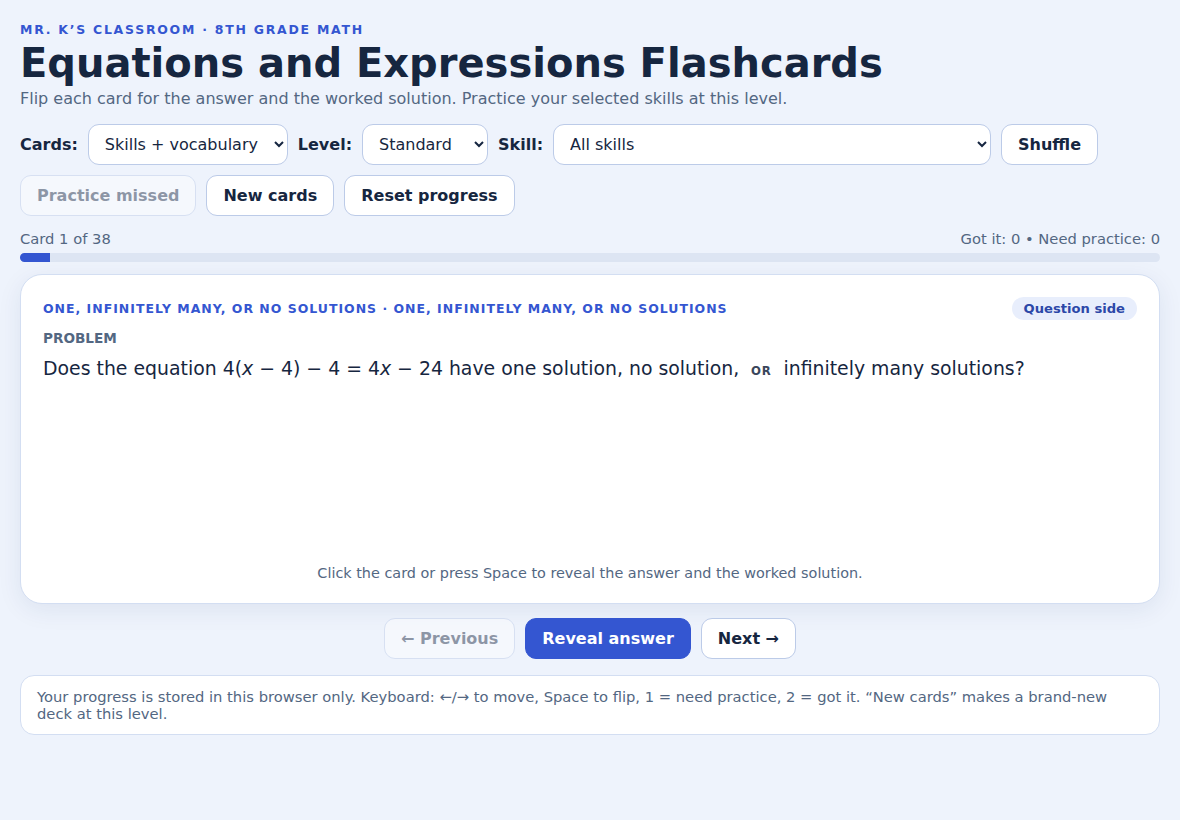 MR. K’S CLASSROOM · 8TH GRADE MATH
Equations and Expressions Flashcards
Flip each card for the answer and the worked solution. Practice your selected skills at this level.
Cards: Skills + vocabulary Level: Standard Skill: All skills Shuffle
Practice missed New cards Reset progress
Card 1 of 38 Got it: 0 • Need practice: 0
ONE, INFINITELY MANY, OR NO SOLUTIONS · ONE, INFINITELY MANY, OR NO SOLUTIONS Question side
PROBLEM
Does the equation 4(x − 4) − 4 = 4x − 24 have one solution, no solution, OR infinitely many solutions?
Click the card or press Space to reveal the answer and the worked solution.
← Previous Reveal answer Next →
Your progress is stored in this browser only. Keyboard: ←/→ to move, Space to flip, 1 = need practice, 2 = got it. “New cards” makes a brand-new
deck at this level.